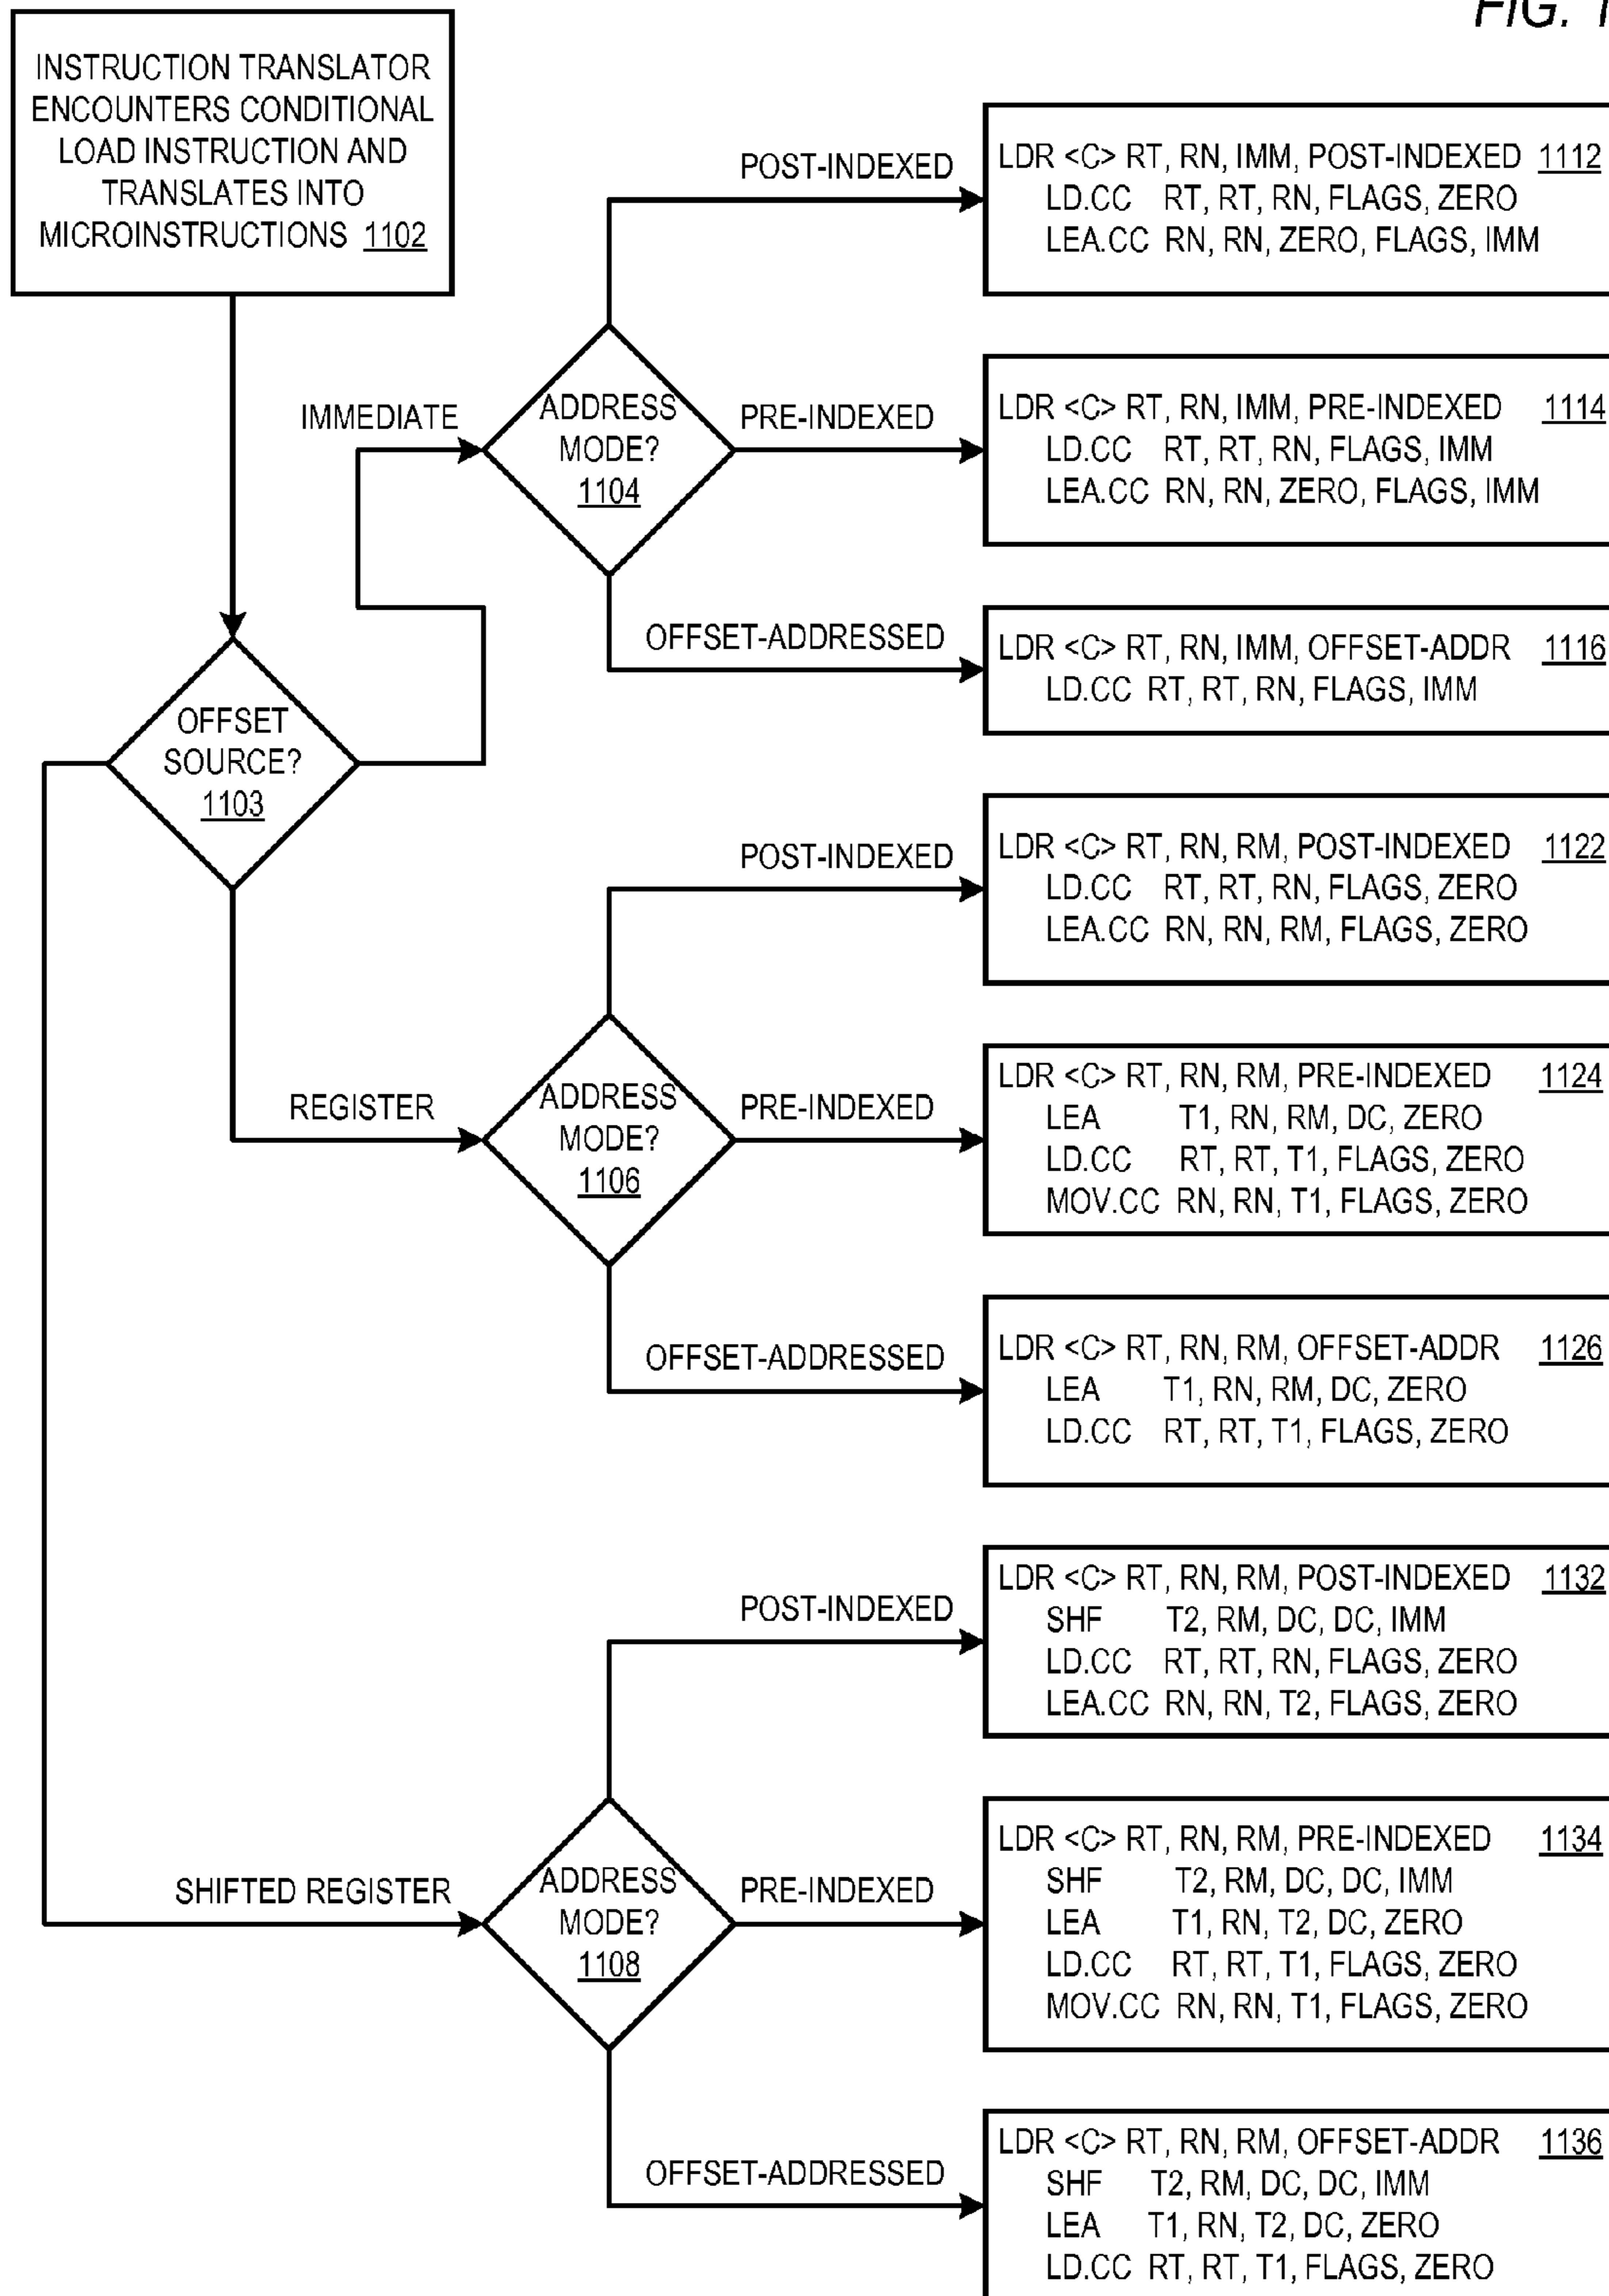 FIG. 1
INSTRUCTION TRANSLATOR
ENCOUNTERS CONDITIONAL
LOAD INSTRUCTION AND
TRANSLATES INTO
MICROINSTRUCTIONS 1102
OFFSET
SOURCE?
1103
IMMEDIATE
ADDRESS
MODE?
1104
POST-INDEXED
LDR <C> RT, RN, IMM, POST-INDEXED 1112
LD.CC RT, RT, RN, FLAGS, ZERO
LEA.CC RN, RN, ZERO, FLAGS, IMM
PRE-INDEXED
LDR <C> RT, RN, IMM, PRE-INDEXED 1114
LD.CC RT, RT, RN, FLAGS, IMM
LEA.CC RN, RN, ZERO, FLAGS, IMM
OFFSET-ADDRESSED
LDR <C> RT, RN, IMM, OFFSET-ADDR 1116
LD.CC RT, RT, RN, FLAGS, IMM
REGISTER
ADDRESS
MODE?
1106
POST-INDEXED
LDR <C> RT, RN, RM, POST-INDEXED 1122
LD.CC RT, RT, RN, FLAGS, ZERO
LEA.CC RN, RN, RM, FLAGS, ZERO
PRE-INDEXED
LDR <C> RT, RN, RM, PRE-INDEXED 1124
LEA T1, RN, RM, DC, ZERO
LD.CC RT, RT, T1, FLAGS, ZERO
MOV.CC RN, RN, T1, FLAGS, ZERO
OFFSET-ADDRESSED
LDR <C> RT, RN, RM, OFFSET-ADDR 1126
LEA T1, RN, RM, DC, ZERO
LD.CC RT, RT, T1, FLAGS, ZERO
SHIFTED REGISTER
ADDRESS
MODE?
1108
POST-INDEXED
LDR <C> RT, RN, RM, POST-INDEXED 1132
SHF T2, RM, DC, DC, IMM
LD.CC RT, RT, RN, FLAGS, ZERO
LEA.CC RN, RN, T2, FLAGS, ZERO
PRE-INDEXED
LDR <C> RT, RN, RM, PRE-INDEXED 1134
SHF T2, RM, DC, DC, IMM
LEA T1, RN, T2, DC, ZERO
LD.CC RT, RT, T1, FLAGS, ZERO
MOV.CC RN, RN, T1, FLAGS, ZERO
OFFSET-ADDRESSED
LDR <C> RT, RN, RM, OFFSET-ADDR 1136
SHF T2, RM, DC, DC, IMM
LEA T1, RN, T2, DC, ZERO
LD.CC RT, RT, T1, FLAGS, ZERO